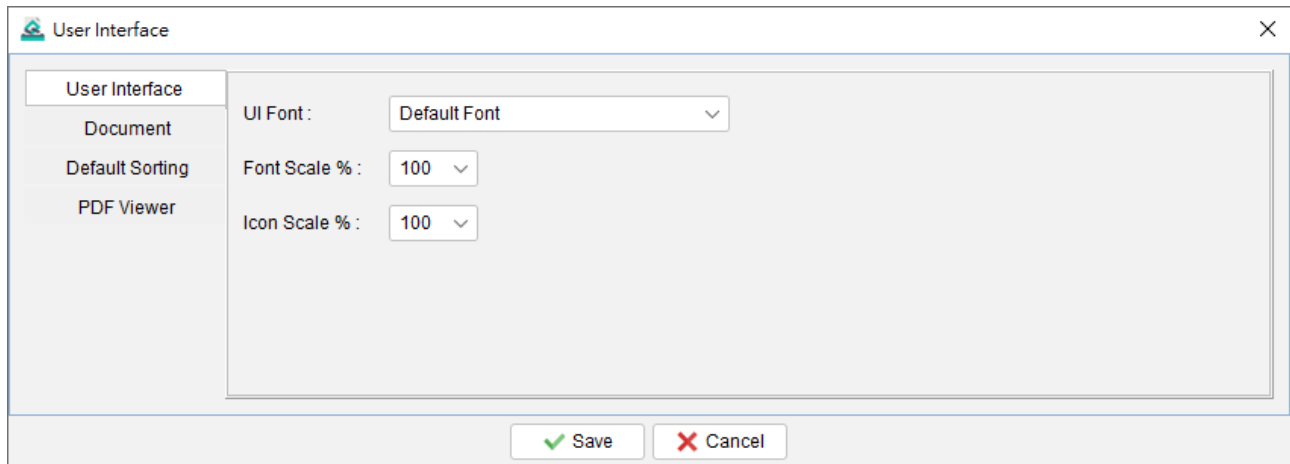 User Interface
User Interface
Document
Default Sorting
PDF Viewer
UI Font : Default Font
Font Scale % : 100
Icon Scale % : 100
Save Cancel